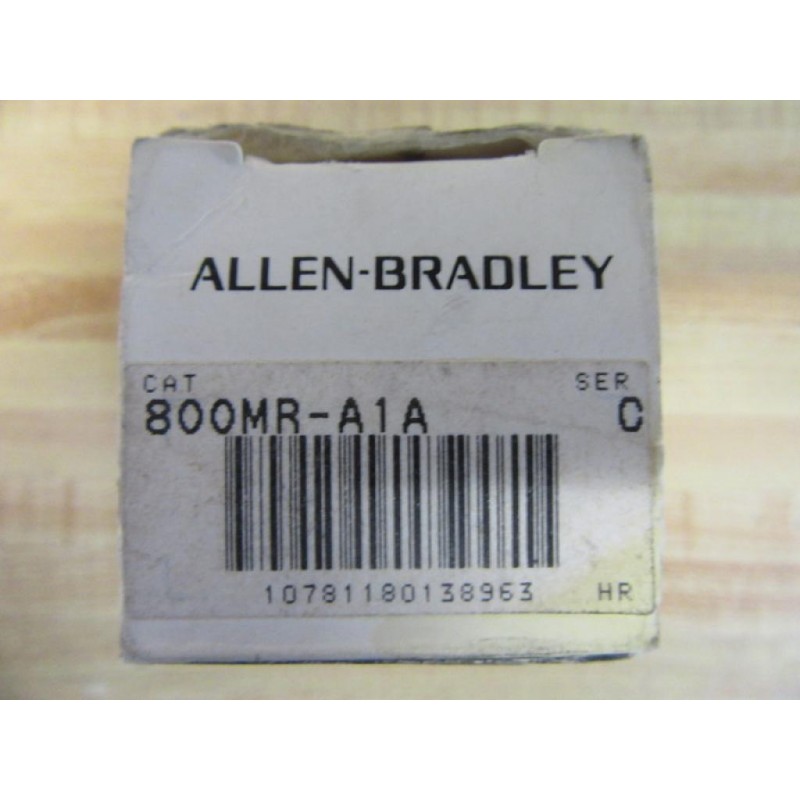 ALLEN-BRADLEY
CAT SER
800MR-A1A C
10781180138963 HR